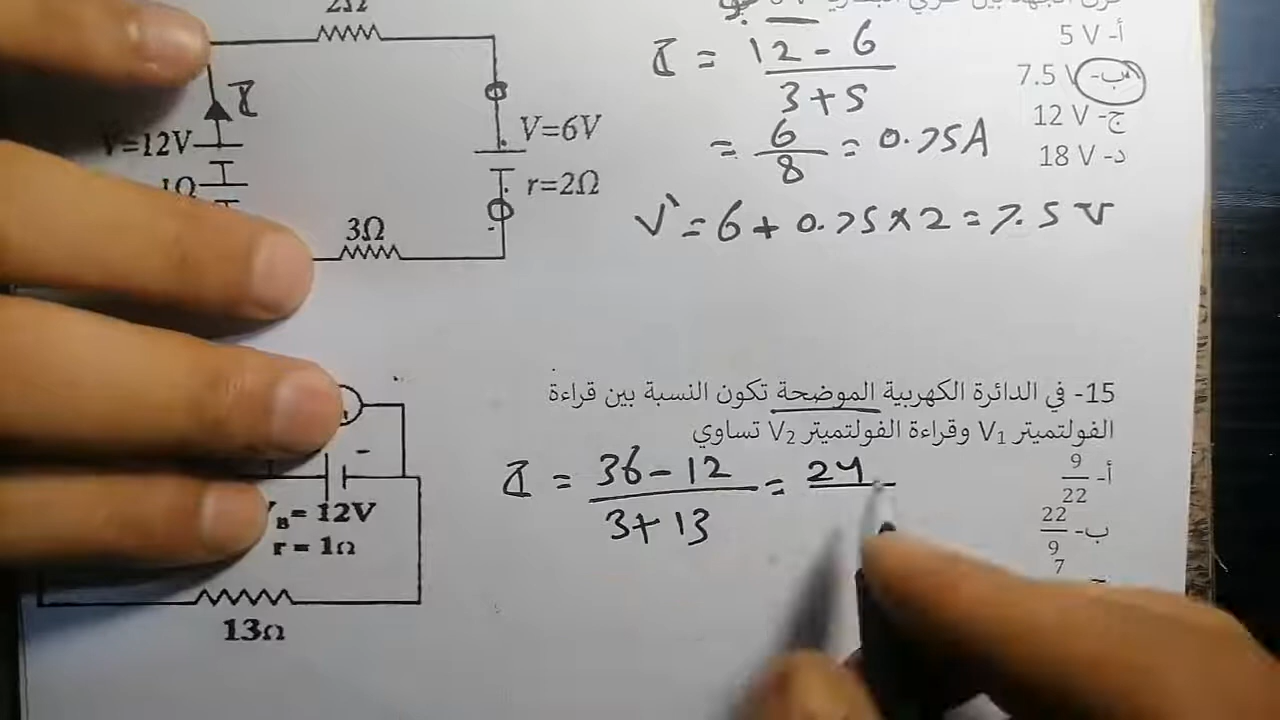 2Ω
I
V=12V
1Ω
V=6V
r=2Ω
3Ω
أ- 5 V
ب- 7.5 V
ج- 12 V
د- 18 V
I = 12 - 6 / 3 + 5
= 6 / 8 = 0.75A
V` = 6 + 0.75 × 2 = 7.5 V
15- في الدائرة الكهربية الموضحة تكون النسبة بين قراءة
الفولتميتر V₁ وقراءة الفولتميتر V₂ تساوي
أ- 9/22
ب- 22/9
7
I = 36 - 12 / 3 + 13 = 24
-
= 12V
r = 1Ω
13Ω